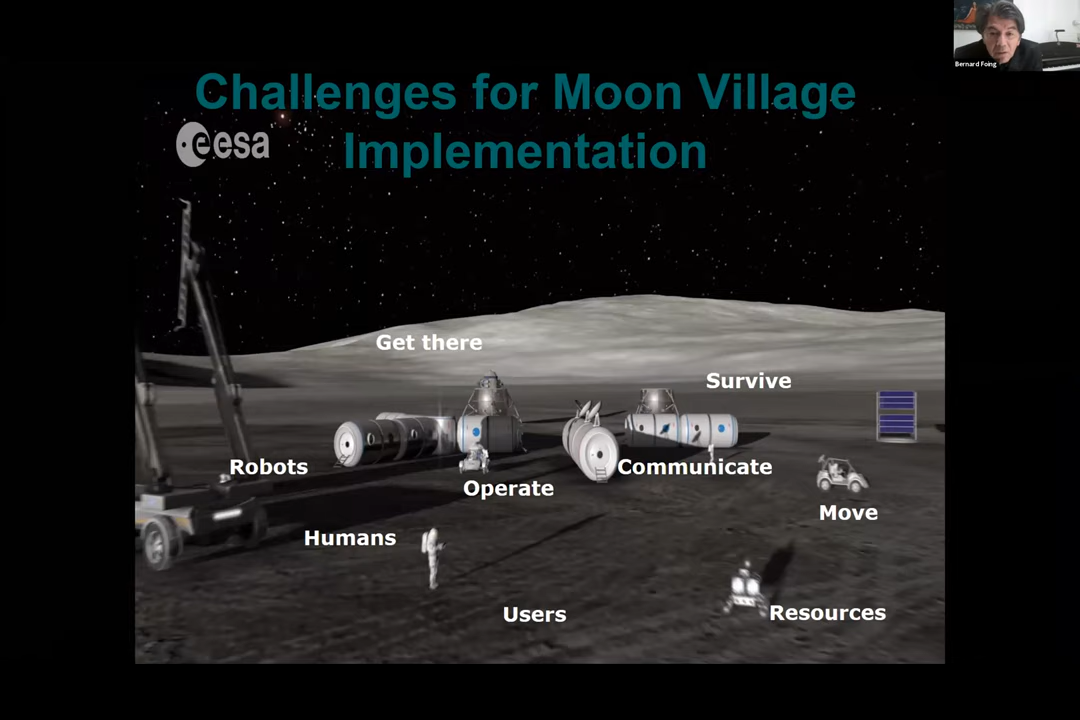 Bernard Foing
Challenges for Moon Village
Implementation
esa
Get there
Survive
Robots
Communicate
Operate
Move
Humans
Users
Resources